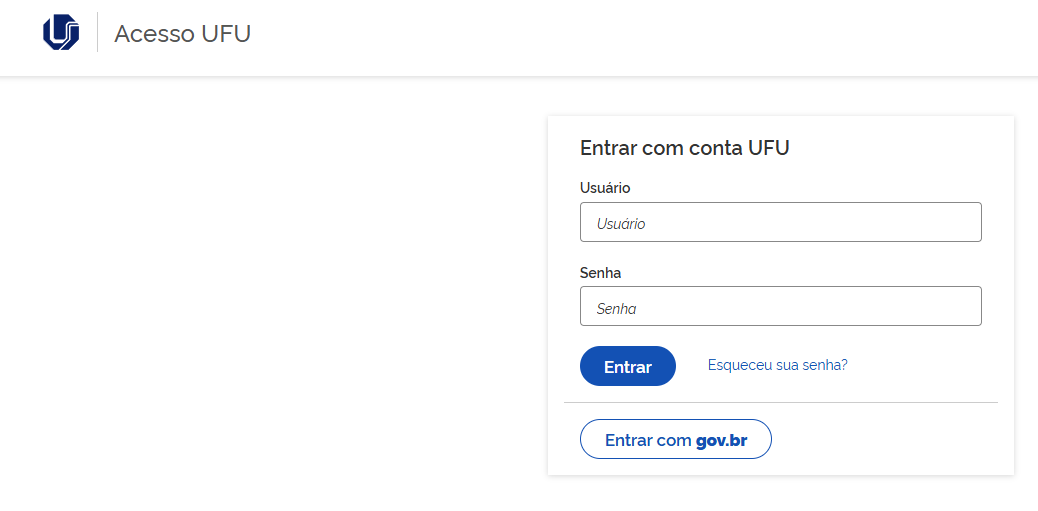 Acesso UFU
Entrar com conta UFU
Usuário
Usuário
Senha
Senha
Entrar
Esqueceu sua senha?
Entrar com gov.br